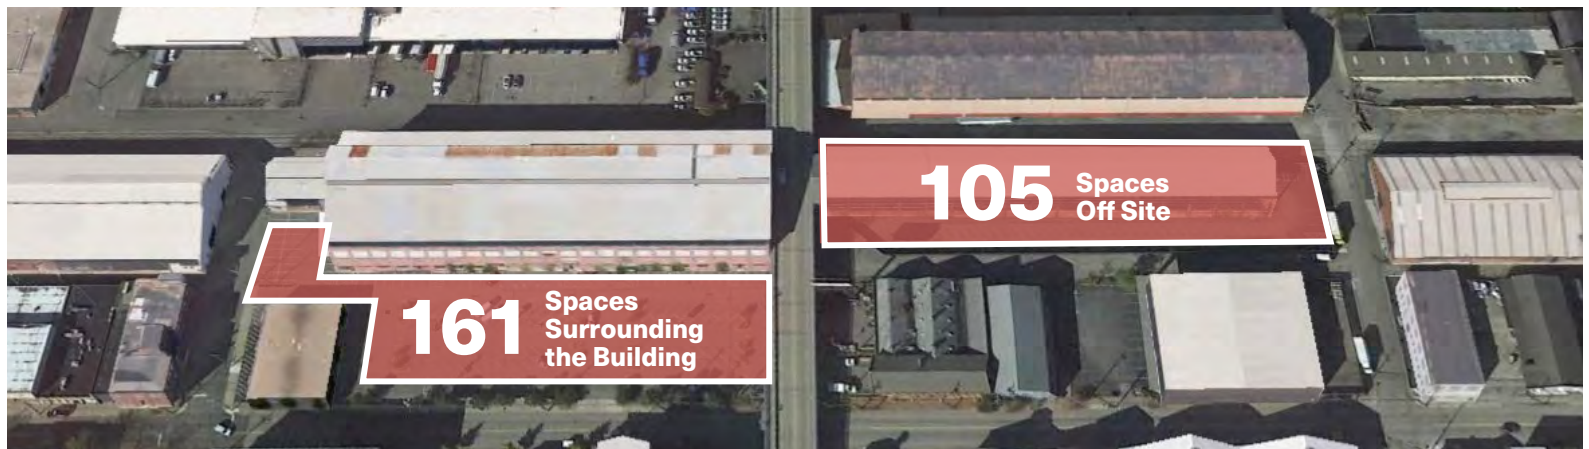 161
Spaces
Surrounding
the Building
105
Spaces
Off Site